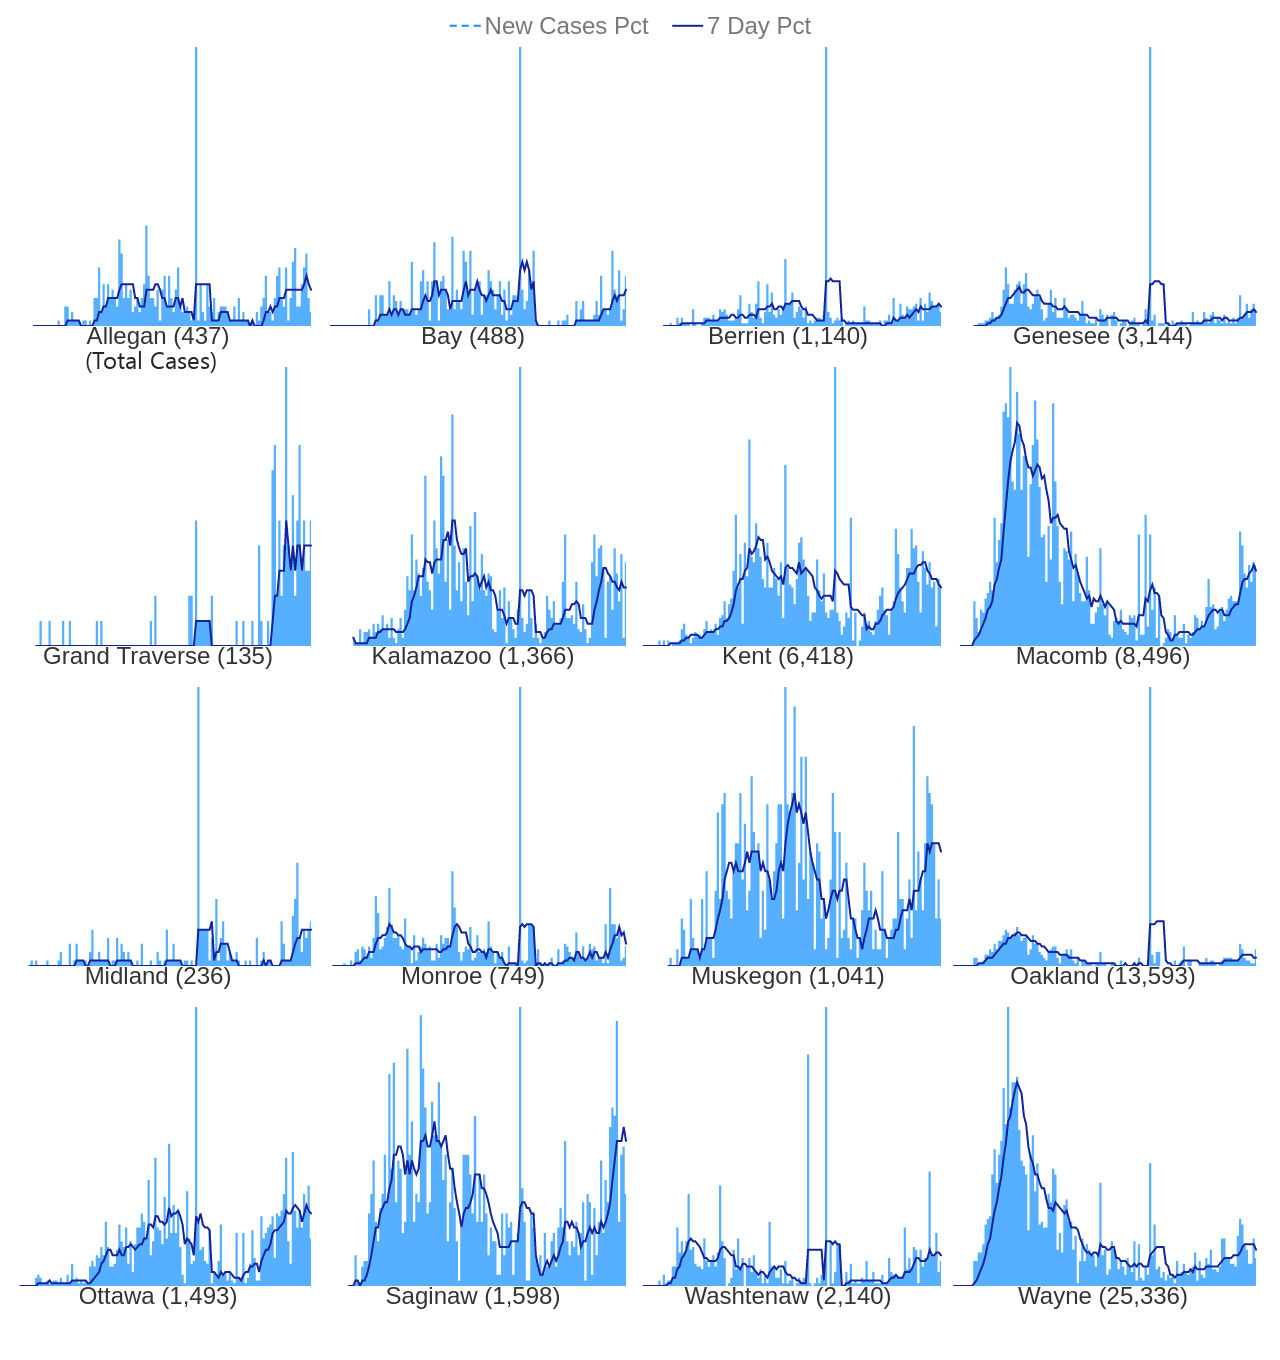 New Cases Pct 7 Day Pct
Allegan (437) Bay (488) Berrien (1,140) Genesee (3,144)
(Total Cases)
Grand Traverse (135) Kalamazoo (1,366) Kent (6,418) Macomb (8,496)
Midland (236) Monroe (749) Muskegon (1,041) Oakland (13,593)
Ottawa (1,493) Saginaw (1,598) Washtenaw (2,140) Wayne (25,336)